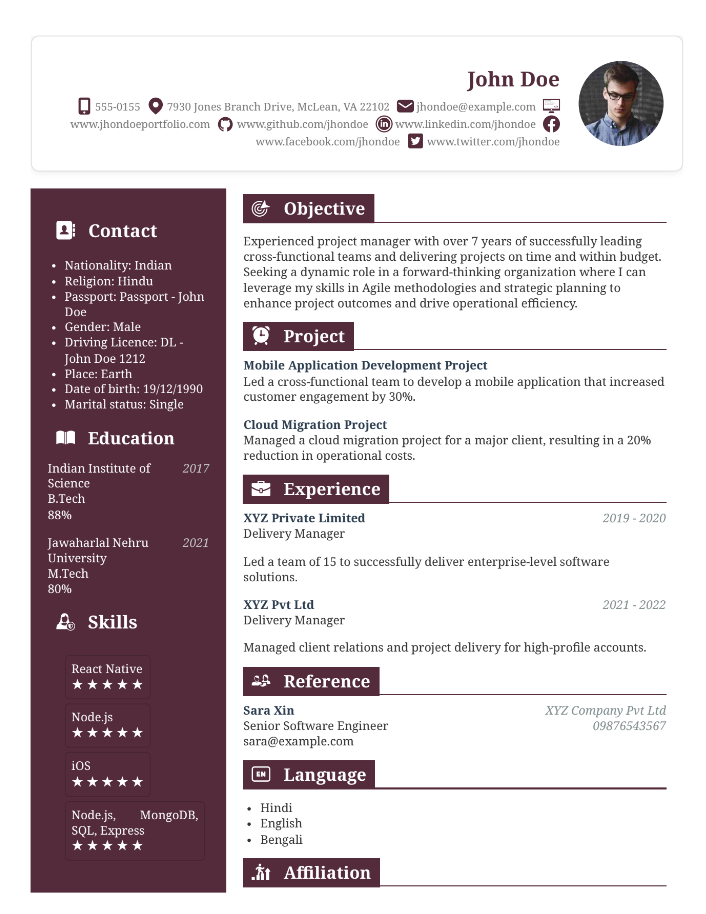 John Doe
555-0155 7930 Jones Branch Drive, McLean, VA 22102 jhondoe@example.com
www.jhondoeportfolio.com www.github.com/jhondoe www.linkedin.com/jhondoe
www.facebook.com/jhondoe www.twitter.com/jhondoe
Contact
• Nationality: Indian
• Religion: Hindu
• Passport: Passport - John
Doe
• Gender: Male
• Driving Licence: DL -
John Doe 1212
• Place: Earth
• Date of birth: 19/12/1990
• Marital status: Single
Education
Indian Institute of 2017
Science
B.Tech
88%
Jawaharlal Nehru 2021
University
M.Tech
80%
Skills
React Native
★★★★★
Node.js
★★★★★
iOS
★★★★★
Node.js, MongoDB,
SQL, Express
★★★★★
Objective
Experienced project manager with over 7 years of successfully leading
cross-functional teams and delivering projects on time and within budget.
Seeking a dynamic role in a forward-thinking organization where I can
leverage my skills in Agile methodologies and strategic planning to
enhance project outcomes and drive operational efficiency.
Project
Mobile Application Development Project
Led a cross-functional team to develop a mobile application that increased
customer engagement by 30%.
Cloud Migration Project
Managed a cloud migration project for a major client, resulting in a 20%
reduction in operational costs.
Experience
XYZ Private Limited 2019 - 2020
Delivery Manager
Led a team of 15 to successfully deliver enterprise-level software
solutions.
XYZ Pvt Ltd 2021 - 2022
Delivery Manager
Managed client relations and project delivery for high-profile accounts.
Reference
Sara Xin XYZ Company Pvt Ltd
Senior Software Engineer 09876543567
sara@example.com
EN Language
• Hindi
• English
• Bengali
Affiliation